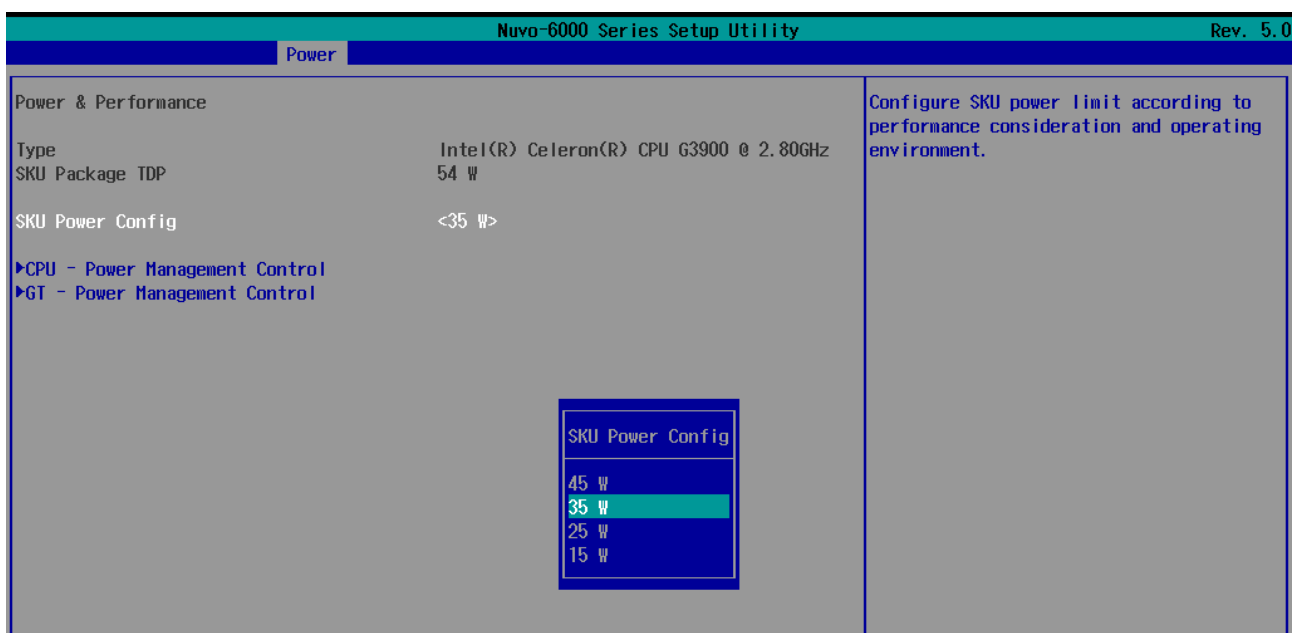 Nuvo-6000 Series Setup Utility Rev. 5.0
Power
Power & Performance
Type Intel(R) Celeron(R) CPU G3900 @ 2.80GHz
SKU Package TDP 54 W
SKU Power Config <35 W>
▶CPU - Power Management Control
▶GT - Power Management Control
Configure SKU power limit according to
performance consideration and operating
environment.
SKU Power Config
45 W
35 W
25 W
15 W